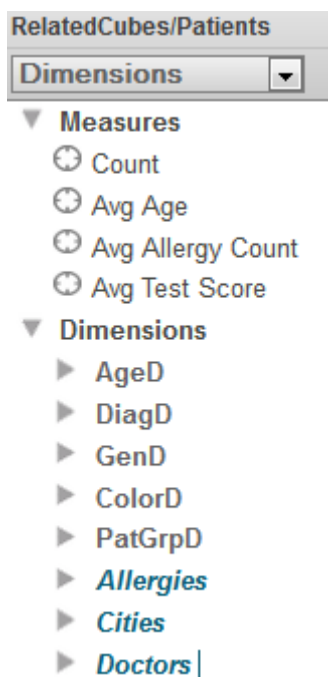 RelatedCubes/Patients
Dimensions
Measures
Count
Avg Age
Avg Allergy Count
Avg Test Score
Dimensions
AgeD
DiagD
GenD
ColorD
PatGrpD
Allergies
Cities
Doctors